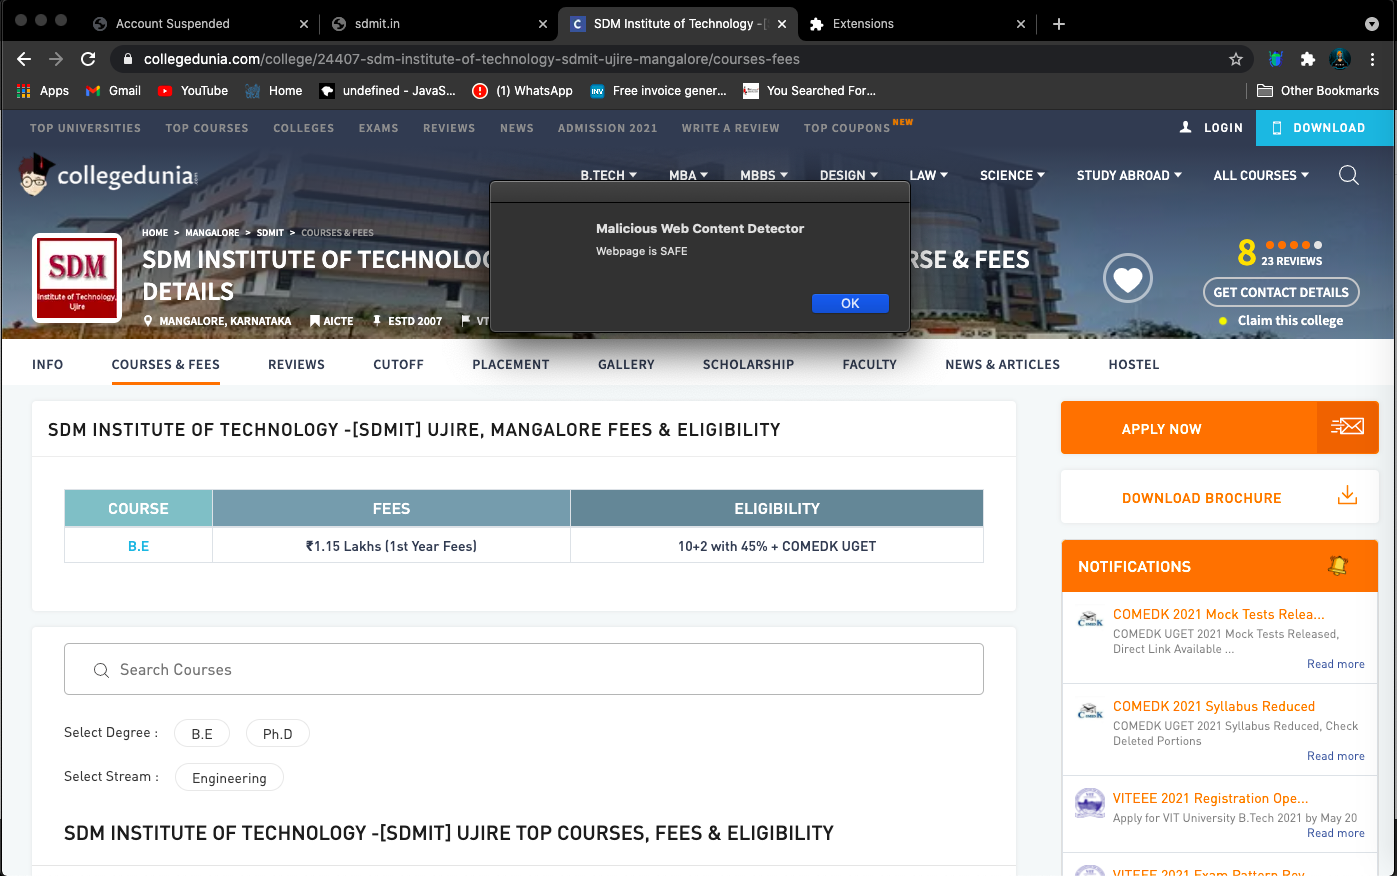 Account Suspended
sdmit.in
SDM Institute of Technology -[
Extensions
collegedunia.com/college/24407-sdm-institute-of-technology-sdmit-ujire-mangalore/courses-fees
Apps
Gmail
YouTube
Home
undefined - JavaS...
(1) WhatsApp
INV
Free invoice gener...
You Searched For...
Other Bookmarks
TOP UNIVERSITIES
TOP COURSES
COLLEGES
EXAMS
REVIEWS
NEWS
ADMISSION 2021
WRITE A REVIEW
TOP COUPONS NEW
LOGIN
DOWNLOAD
collegedunia
B.TECH
MBA
MBBS
DESIGN
LAW
SCIENCE
STUDY ABROAD
ALL COURSES
Malicious Web Content Detector
Webpage is SAFE
OK
HOME > MANGALORE > SDMIT > COURSES & FEES
SDM
Institute of Technology,
Ujire
SDM INSTITUTE OF TECHNOLO
RSE & FEES
DETAILS
MANGALORE, KARNATAKA
AICTE
ESTD 2007
VT
8
23 REVIEWS
GET CONTACT DETAILS
Claim this college
INFO
COURSES & FEES
REVIEWS
CUTOFF
PLACEMENT
GALLERY
SCHOLARSHIP
FACULTY
NEWS & ARTICLES
HOSTEL
SDM INSTITUTE OF TECHNOLOGY -[SDMIT] UJIRE, MANGALORE FEES & ELIGIBILITY
COURSE
FEES
ELIGIBILITY
B.E
₹1.15 Lakhs (1st Year Fees)
10+2 with 45% + COMEDK UGET
Search Courses
Select Degree :
B.E
Ph.D
Select Stream :
Engineering
SDM INSTITUTE OF TECHNOLOGY -[SDMIT] UJIRE TOP COURSES, FEES & ELIGIBILITY
APPLY NOW
DOWNLOAD BROCHURE
NOTIFICATIONS
COMEDK 2021 Mock Tests Relea...
COMEDK UGET 2021 Mock Tests Released,
Direct Link Available ...
Read more
COMEDK 2021 Syllabus Reduced
COMEDK UGET 2021 Syllabus Reduced, Check
Deleted Portions
Read more
VITEEE 2021 Registration Ope...
Apply for VIT University B.Tech 2021 by May 20
Read more
VITEEE 2021 Exam Pattern Rev